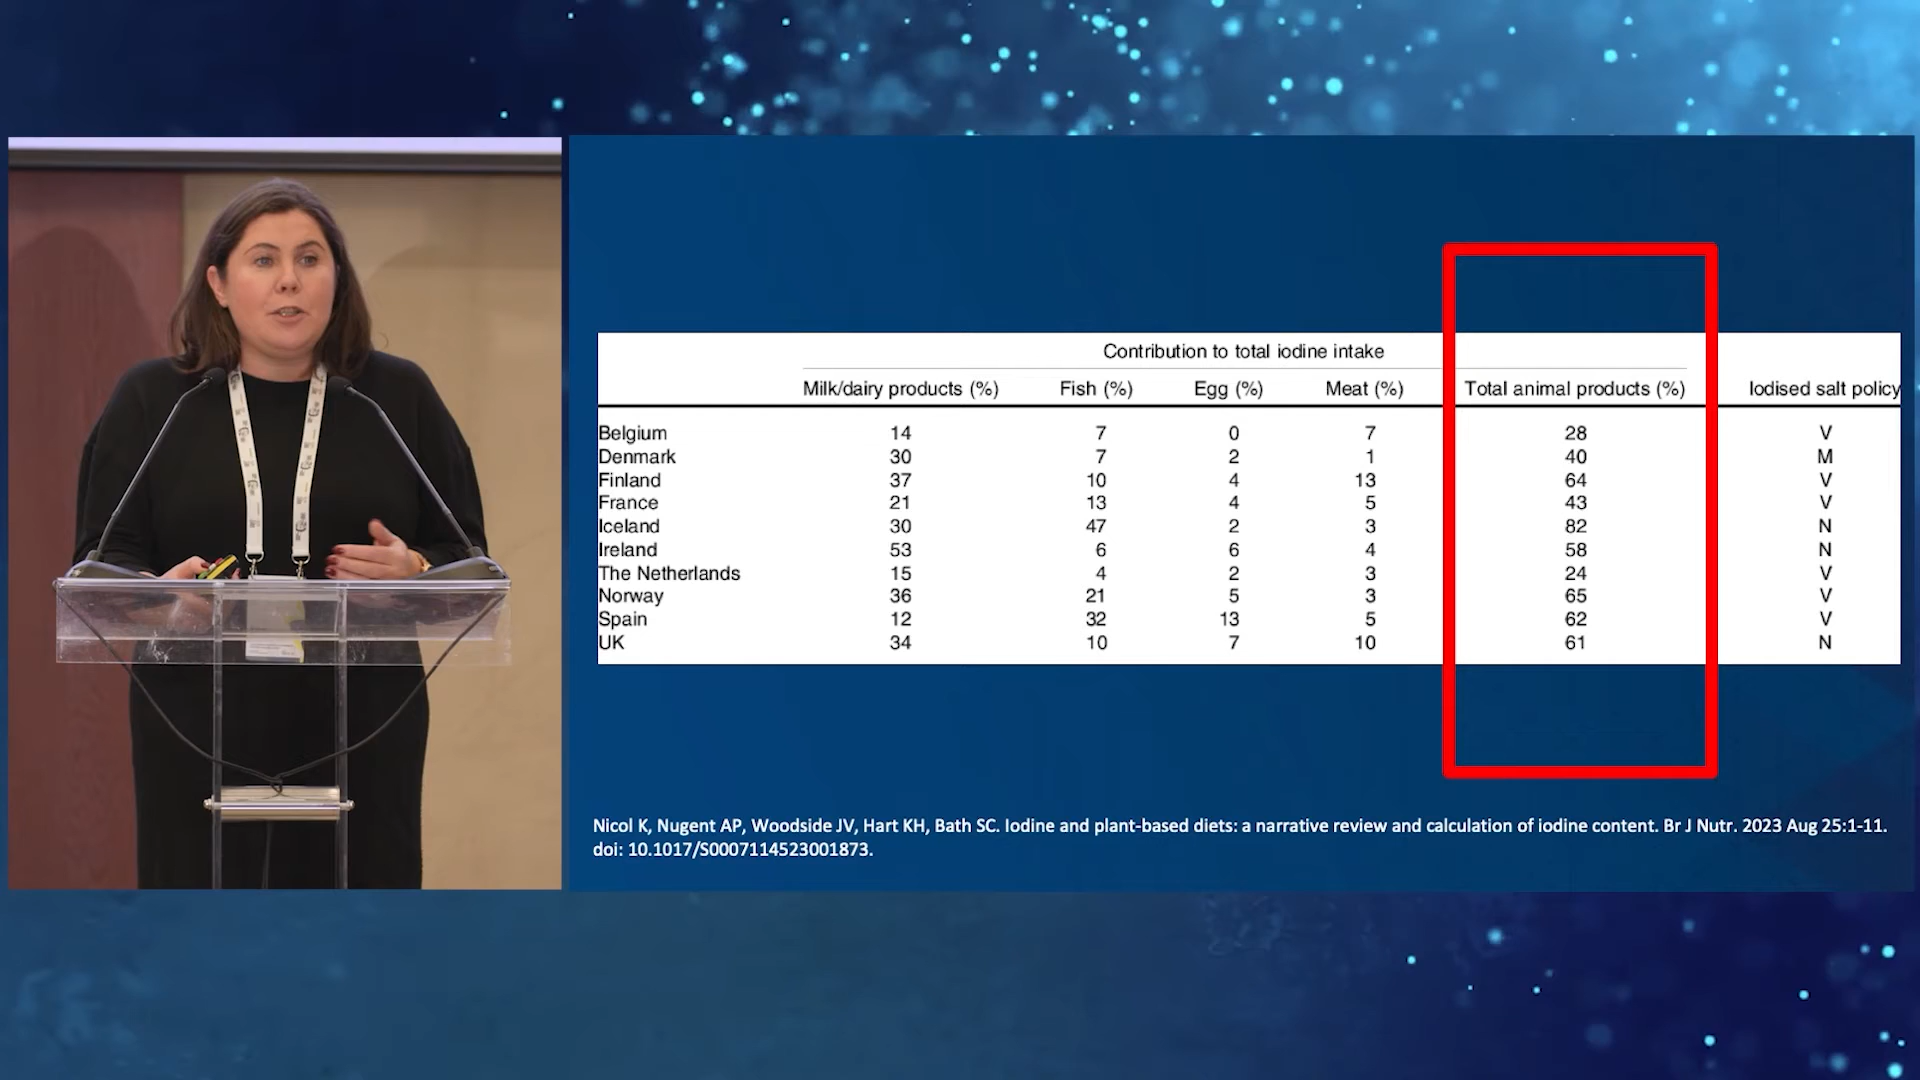 Contribution to total iodine intake
Milk/dairy products (%) Fish (%) Egg (%) Meat (%) Total animal products (%) Iodised salt policy
Belgium 14 7 0 7 28 V
Denmark 30 7 2 1 40 M
Finland 37 10 4 13 64 V
France 21 13 4 5 43 V
Iceland 30 47 2 3 82 N
Ireland 53 6 6 4 58 N
The Netherlands 15 4 2 3 24 V
Norway 36 21 5 3 65 V
Spain 12 32 13 5 62 V
UK 34 10 7 10 61 N
Nicol K, Nugent AP, Woodside JV, Hart KH, Bath SC. Iodine and plant-based diets: a narrative review and calculation of iodine content. Br J Nutr. 2023 Aug 25:1-11.
doi: 10.1017/S0007114523001873.